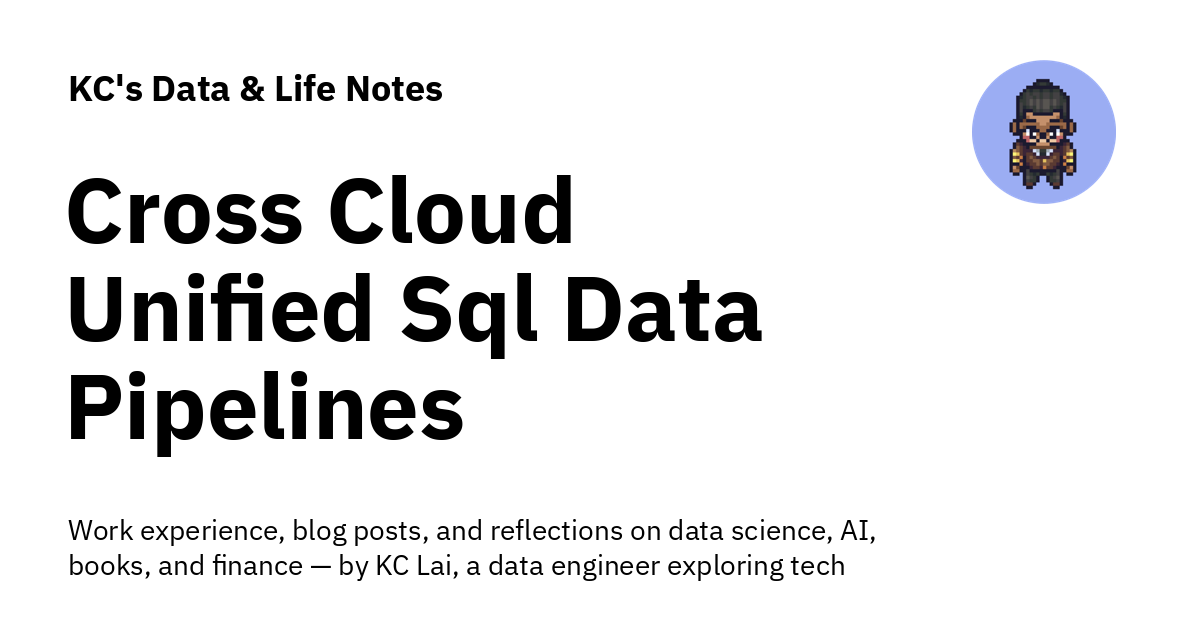 KC's Data & Life Notes
Cross Cloud
Unified Sql Data
Pipelines
Work experience, blog posts, and reflections on data science, AI,
books, and finance — by KC Lai, a data engineer exploring tech